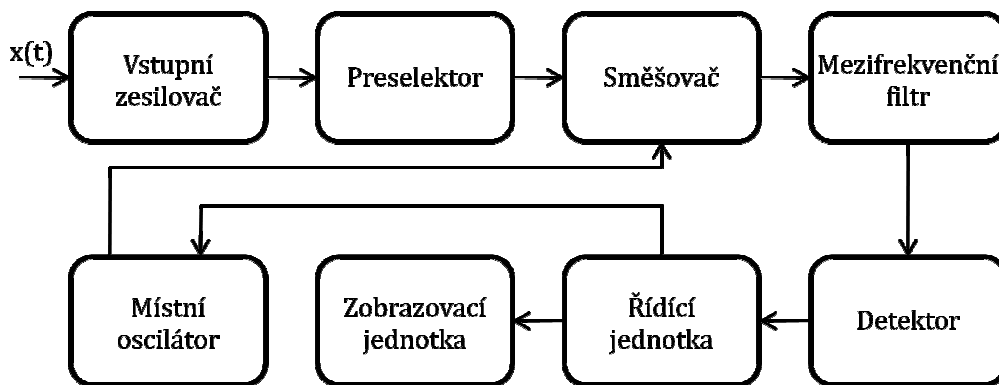 x(t)
Vstupní
zesilovač
Preselektor
Směšovač
Mezifrekvenční
filtr
Místní
oscilátor
Zobrazovací
jednotka
Řídící
jednotka
Detektor